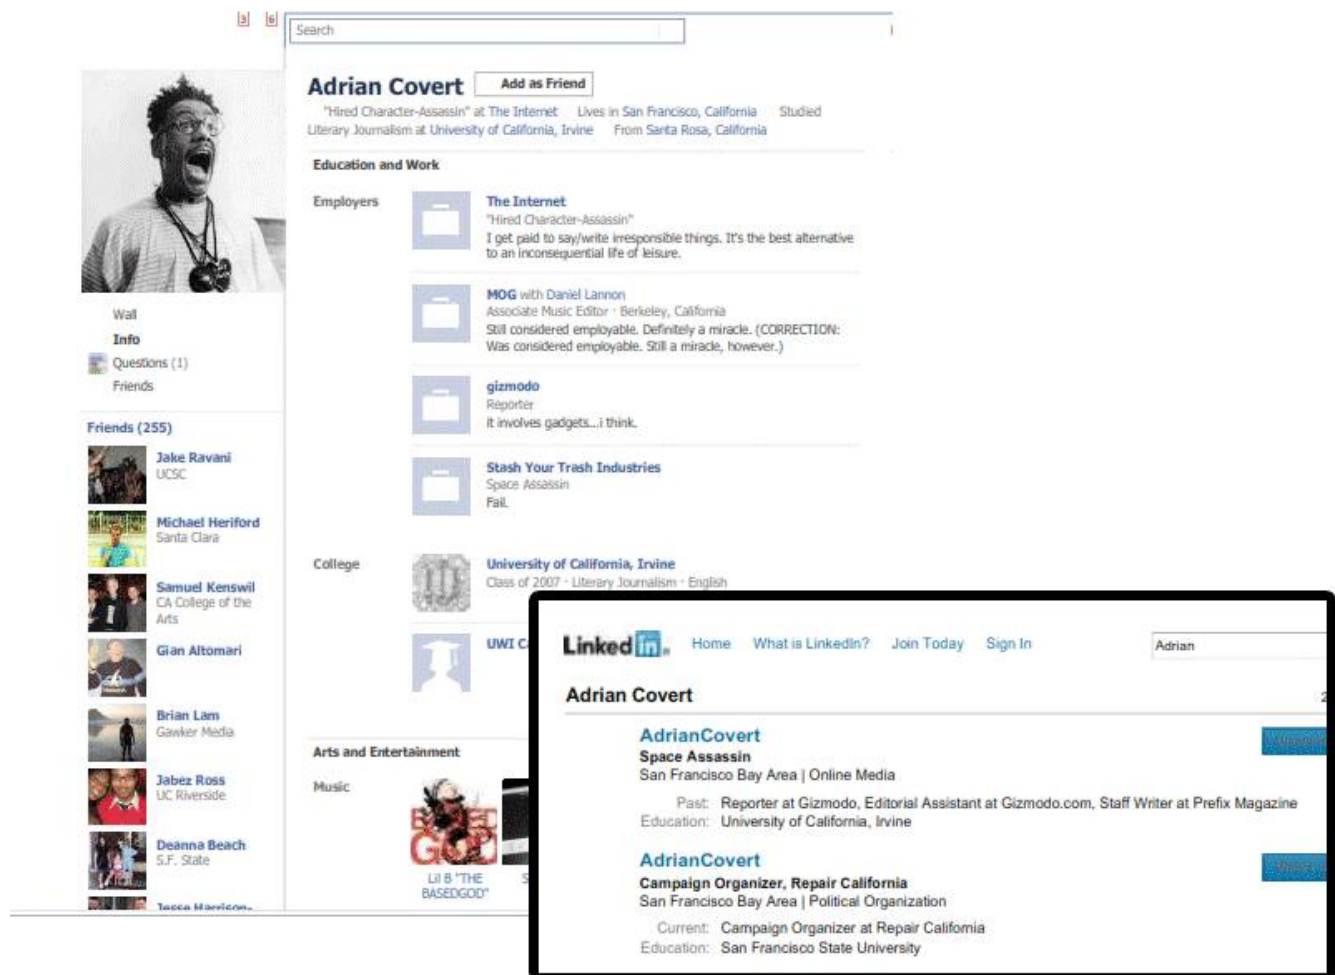 3 6
Search
Adrian Covert Add as Friend
"Hired Character-Assassin" at The Internet Lives in San Francisco, California Studied
Literary Journalism at University of California, Irvine From Santa Rosa, California
Education and Work
Employers
The Internet
"Hired Character-Assassin"
I get paid to say/write irresponsible things. It's the best alternative
to an inconsequential life of leisure.
MOG with Daniel Lannon
Associate Music Editor · Berkeley, California
Still considered employable. Definitely a miracle. (CORRECTION:
Was considered employable. Still a miracle, however.)
gizmodo
Reporter
it involves gadgets...i think.
Stash Your Trash Industries
Space Assassin
Fail.
College
University of California, Irvine
Class of 2007 · Literary Journalism · English
UWI
Arts and Entertainment
Music
Lil B "THE
BASEDGOD"
Wall
Info
Questions (1)
Friends
Friends (255)
Jake Ravani
UCSC
Michael Heriford
Santa Clara
Samuel Kenswil
CA College of the
Arts
Gian Altomari
Brian Lam
Gawker Media
Jabez Ross
UC Riverside
Deanna Beach
S.F. State
Jesse Harrison-
Linked in Home What is LinkedIn? Join Today Sign In Adrian
Adrian Covert
AdrianCovert
Space Assassin
San Francisco Bay Area | Online Media
Past: Reporter at Gizmodo, Editorial Assistant at Gizmodo.com, Staff Writer at Prefix Magazine
Education: University of California, Irvine
AdrianCovert
Campaign Organizer, Repair California
San Francisco Bay Area | Political Organization
Current: Campaign Organizer at Repair California
Education: San Francisco State University